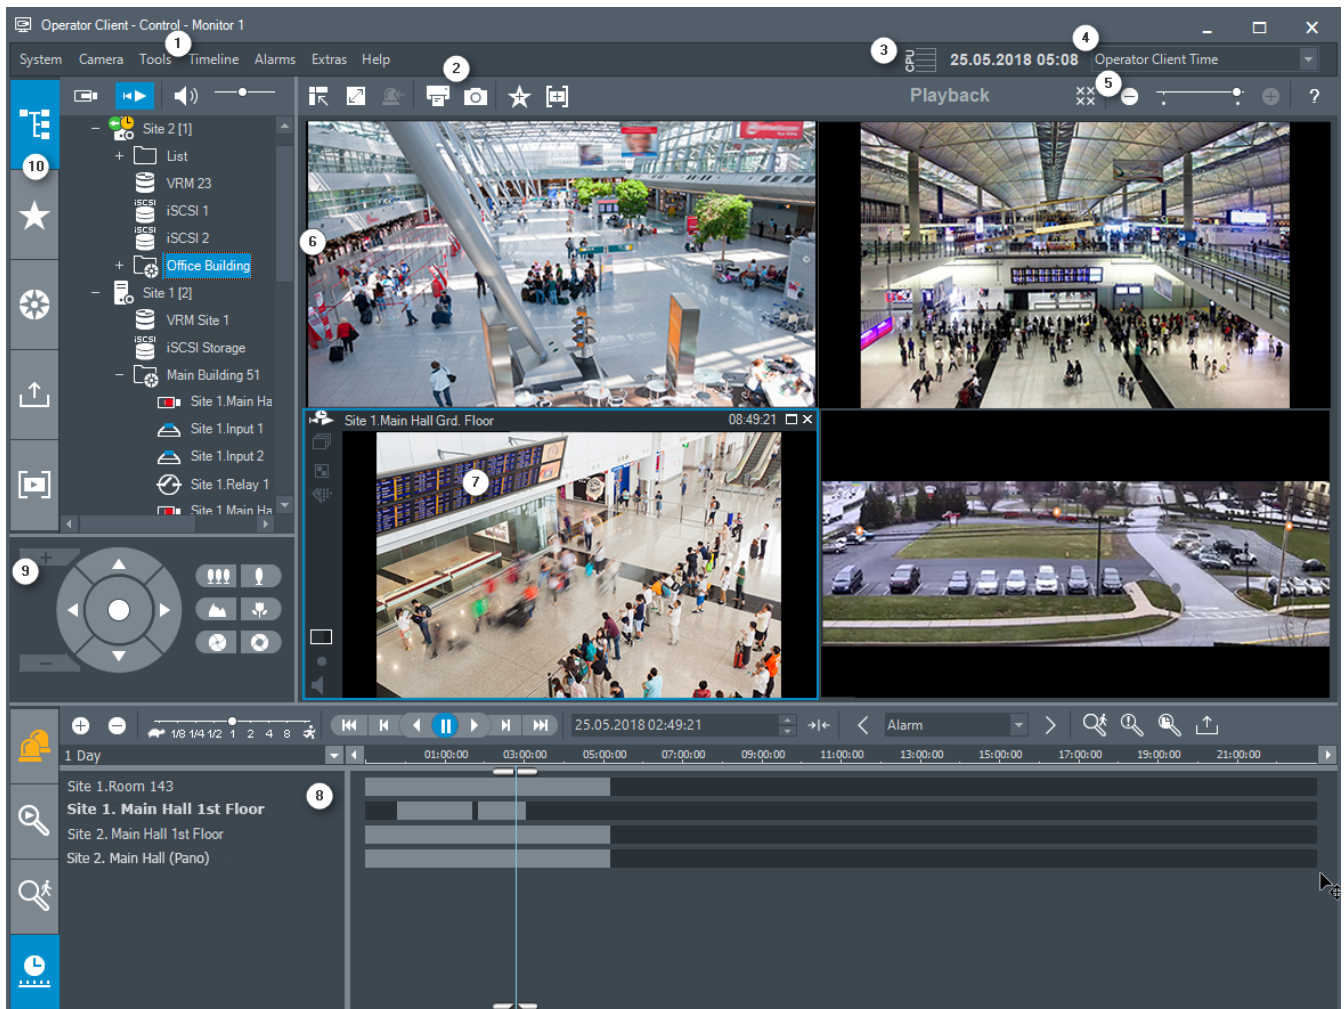 Operator Client - Control - Monitor 1
1
System Camera Tools Timeline Alarms Extras Help
2
3
CPU
25.05.2018 05:08
4
Operator Client Time
Playback
5
?
10
Site 2 [1]
List
VRM 23
iSCSI
iSCSI 1
iSCSI
iSCSI 2
Office Building
Site 1 [2]
VRM Site 1
iSCSI
iSCSI Storage
Main Building 51
Site 1.Main Ha
Site 1.Input 1
Site 1.Input 2
Site 1.Relay 1
Site 1.Main Ha
6
Site 1.Main Hall Grd. Floor 08:49:21
7
9
1/8 1/4 1/2 1 2 4 8
25.05.2018 02:49:21
Alarm
1 Day
01:00:00 03:00:00 05:00:00 07:00:00 09:00:00 11:00:00 13:00:00 15:00:00 17:00:00 19:00:00 21:00:00
Site 1.Room 143
Site 1. Main Hall 1st Floor
Site 2. Main Hall 1st Floor
Site 2. Main Hall (Pano)
8